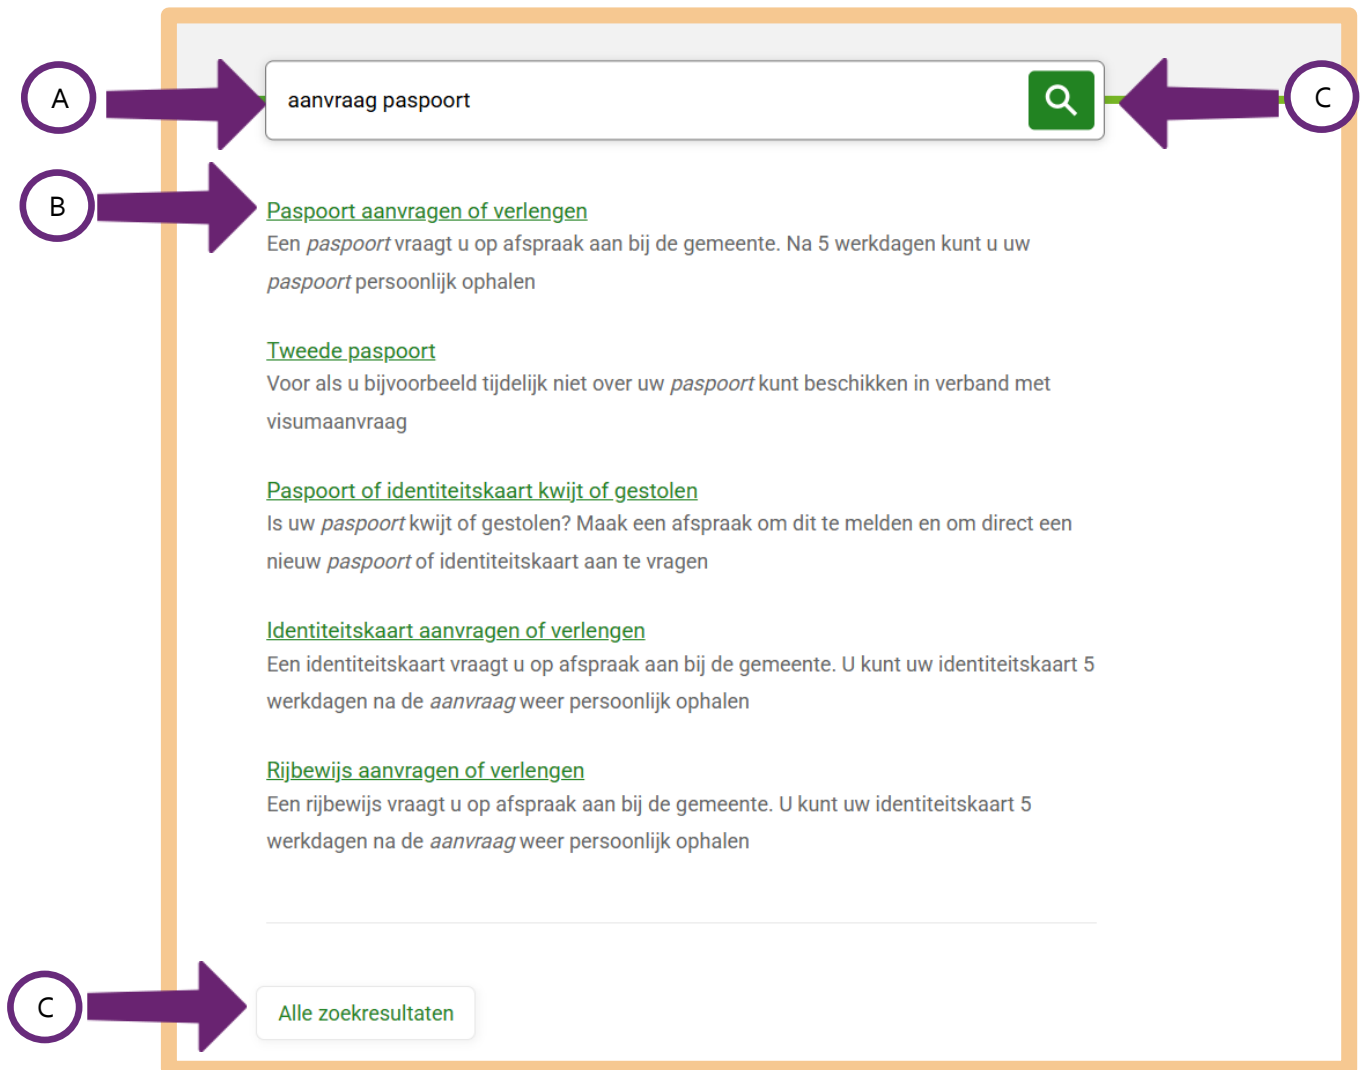 A
aanvraag paspoort
C
B
Paspoort aanvragen of verlengen
Een paspoort vraagt u op afspraak aan bij de gemeente. Na 5 werkdagen kunt u uw
paspoort persoonlijk ophalen
Tweede paspoort
Voor als u bijvoorbeeld tijdelijk niet over uw paspoort kunt beschikken in verband met
visumaanvraag
Paspoort of identiteitskaart kwijt of gestolen
Is uw paspoort kwijt of gestolen? Maak een afspraak om dit te melden en om direct een
nieuw paspoort of identiteitskaart aan te vragen
Identiteitskaart aanvragen of verlengen
Een identiteitskaart vraagt u op afspraak aan bij de gemeente. U kunt uw identiteitskaart 5
werkdagen na de aanvraag weer persoonlijk ophalen
Rijbewijs aanvragen of verlengen
Een rijbewijs vraagt u op afspraak aan bij de gemeente. U kunt uw identiteitskaart 5
werkdagen na de aanvraag weer persoonlijk ophalen
C
Alle zoekresultaten